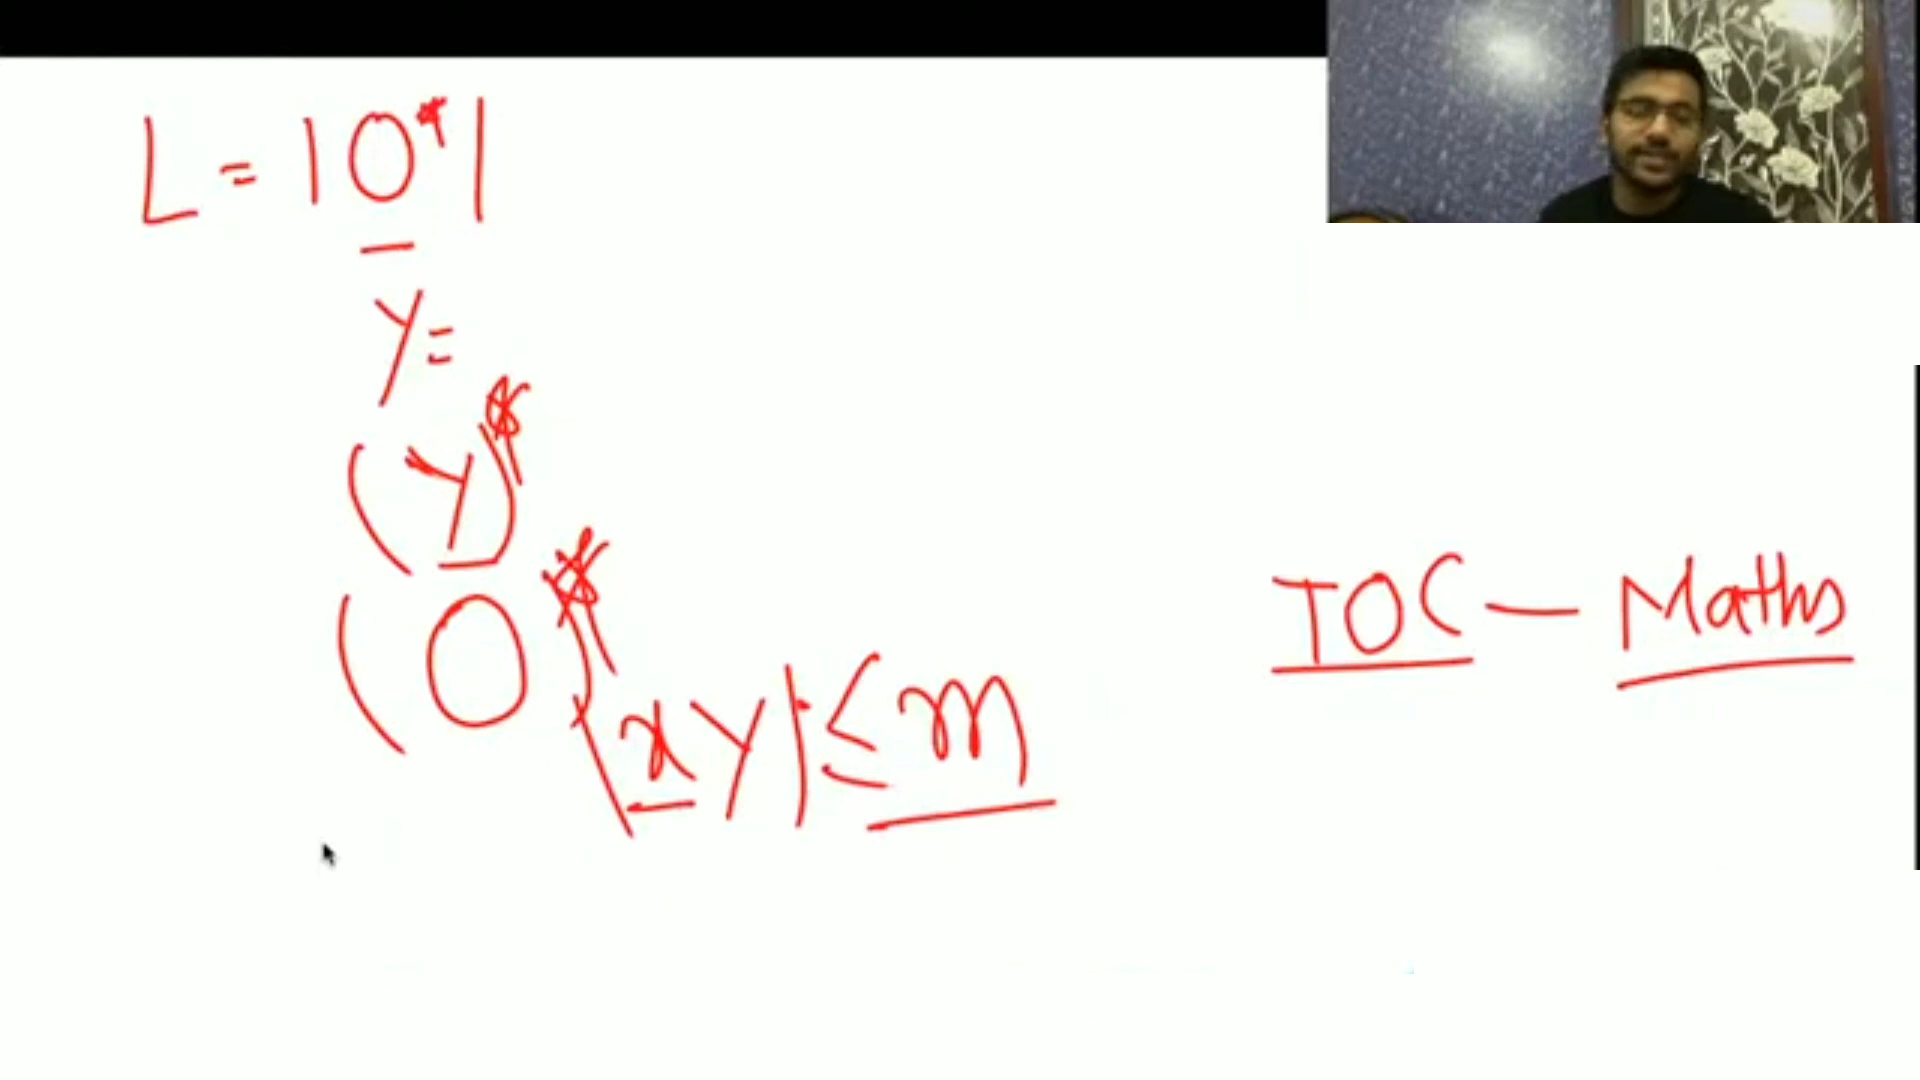 L = 10*1
Y =
(Y)*
(0)*
|xy| ≤ m
TOC — Maths